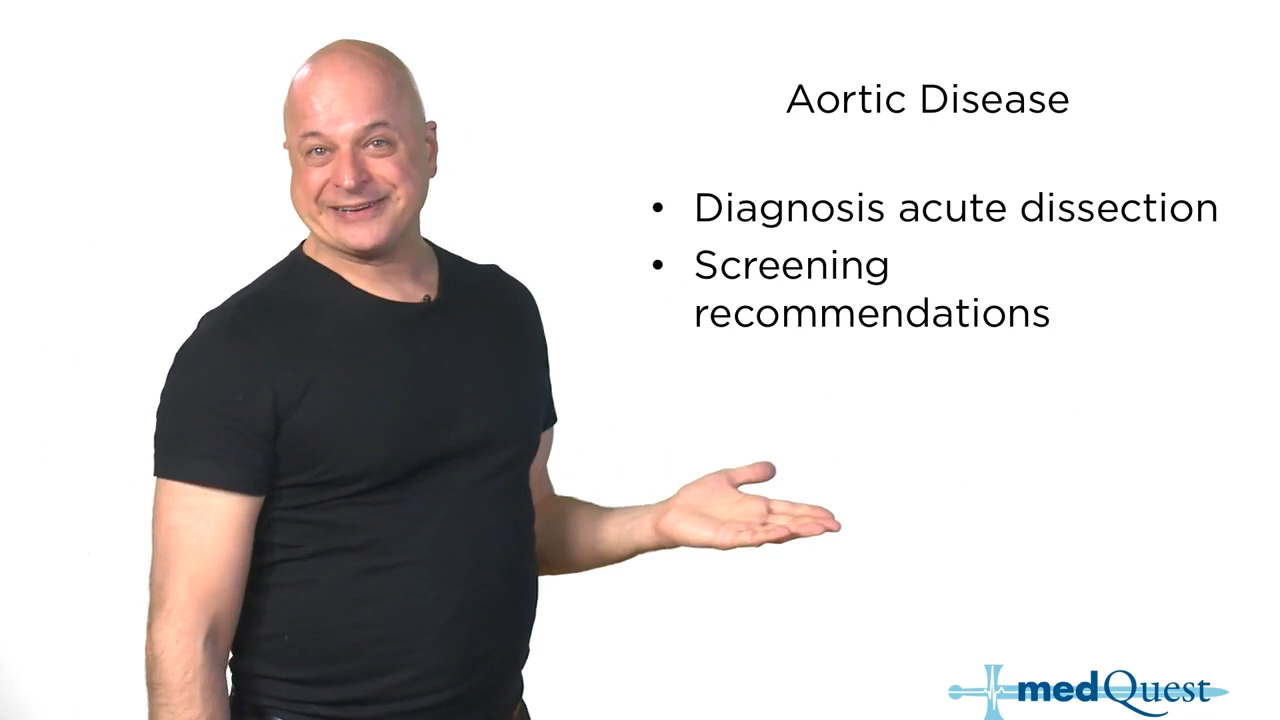 Aortic Disease
• Diagnosis acute dissection
• Screening
recommendations
medQuest